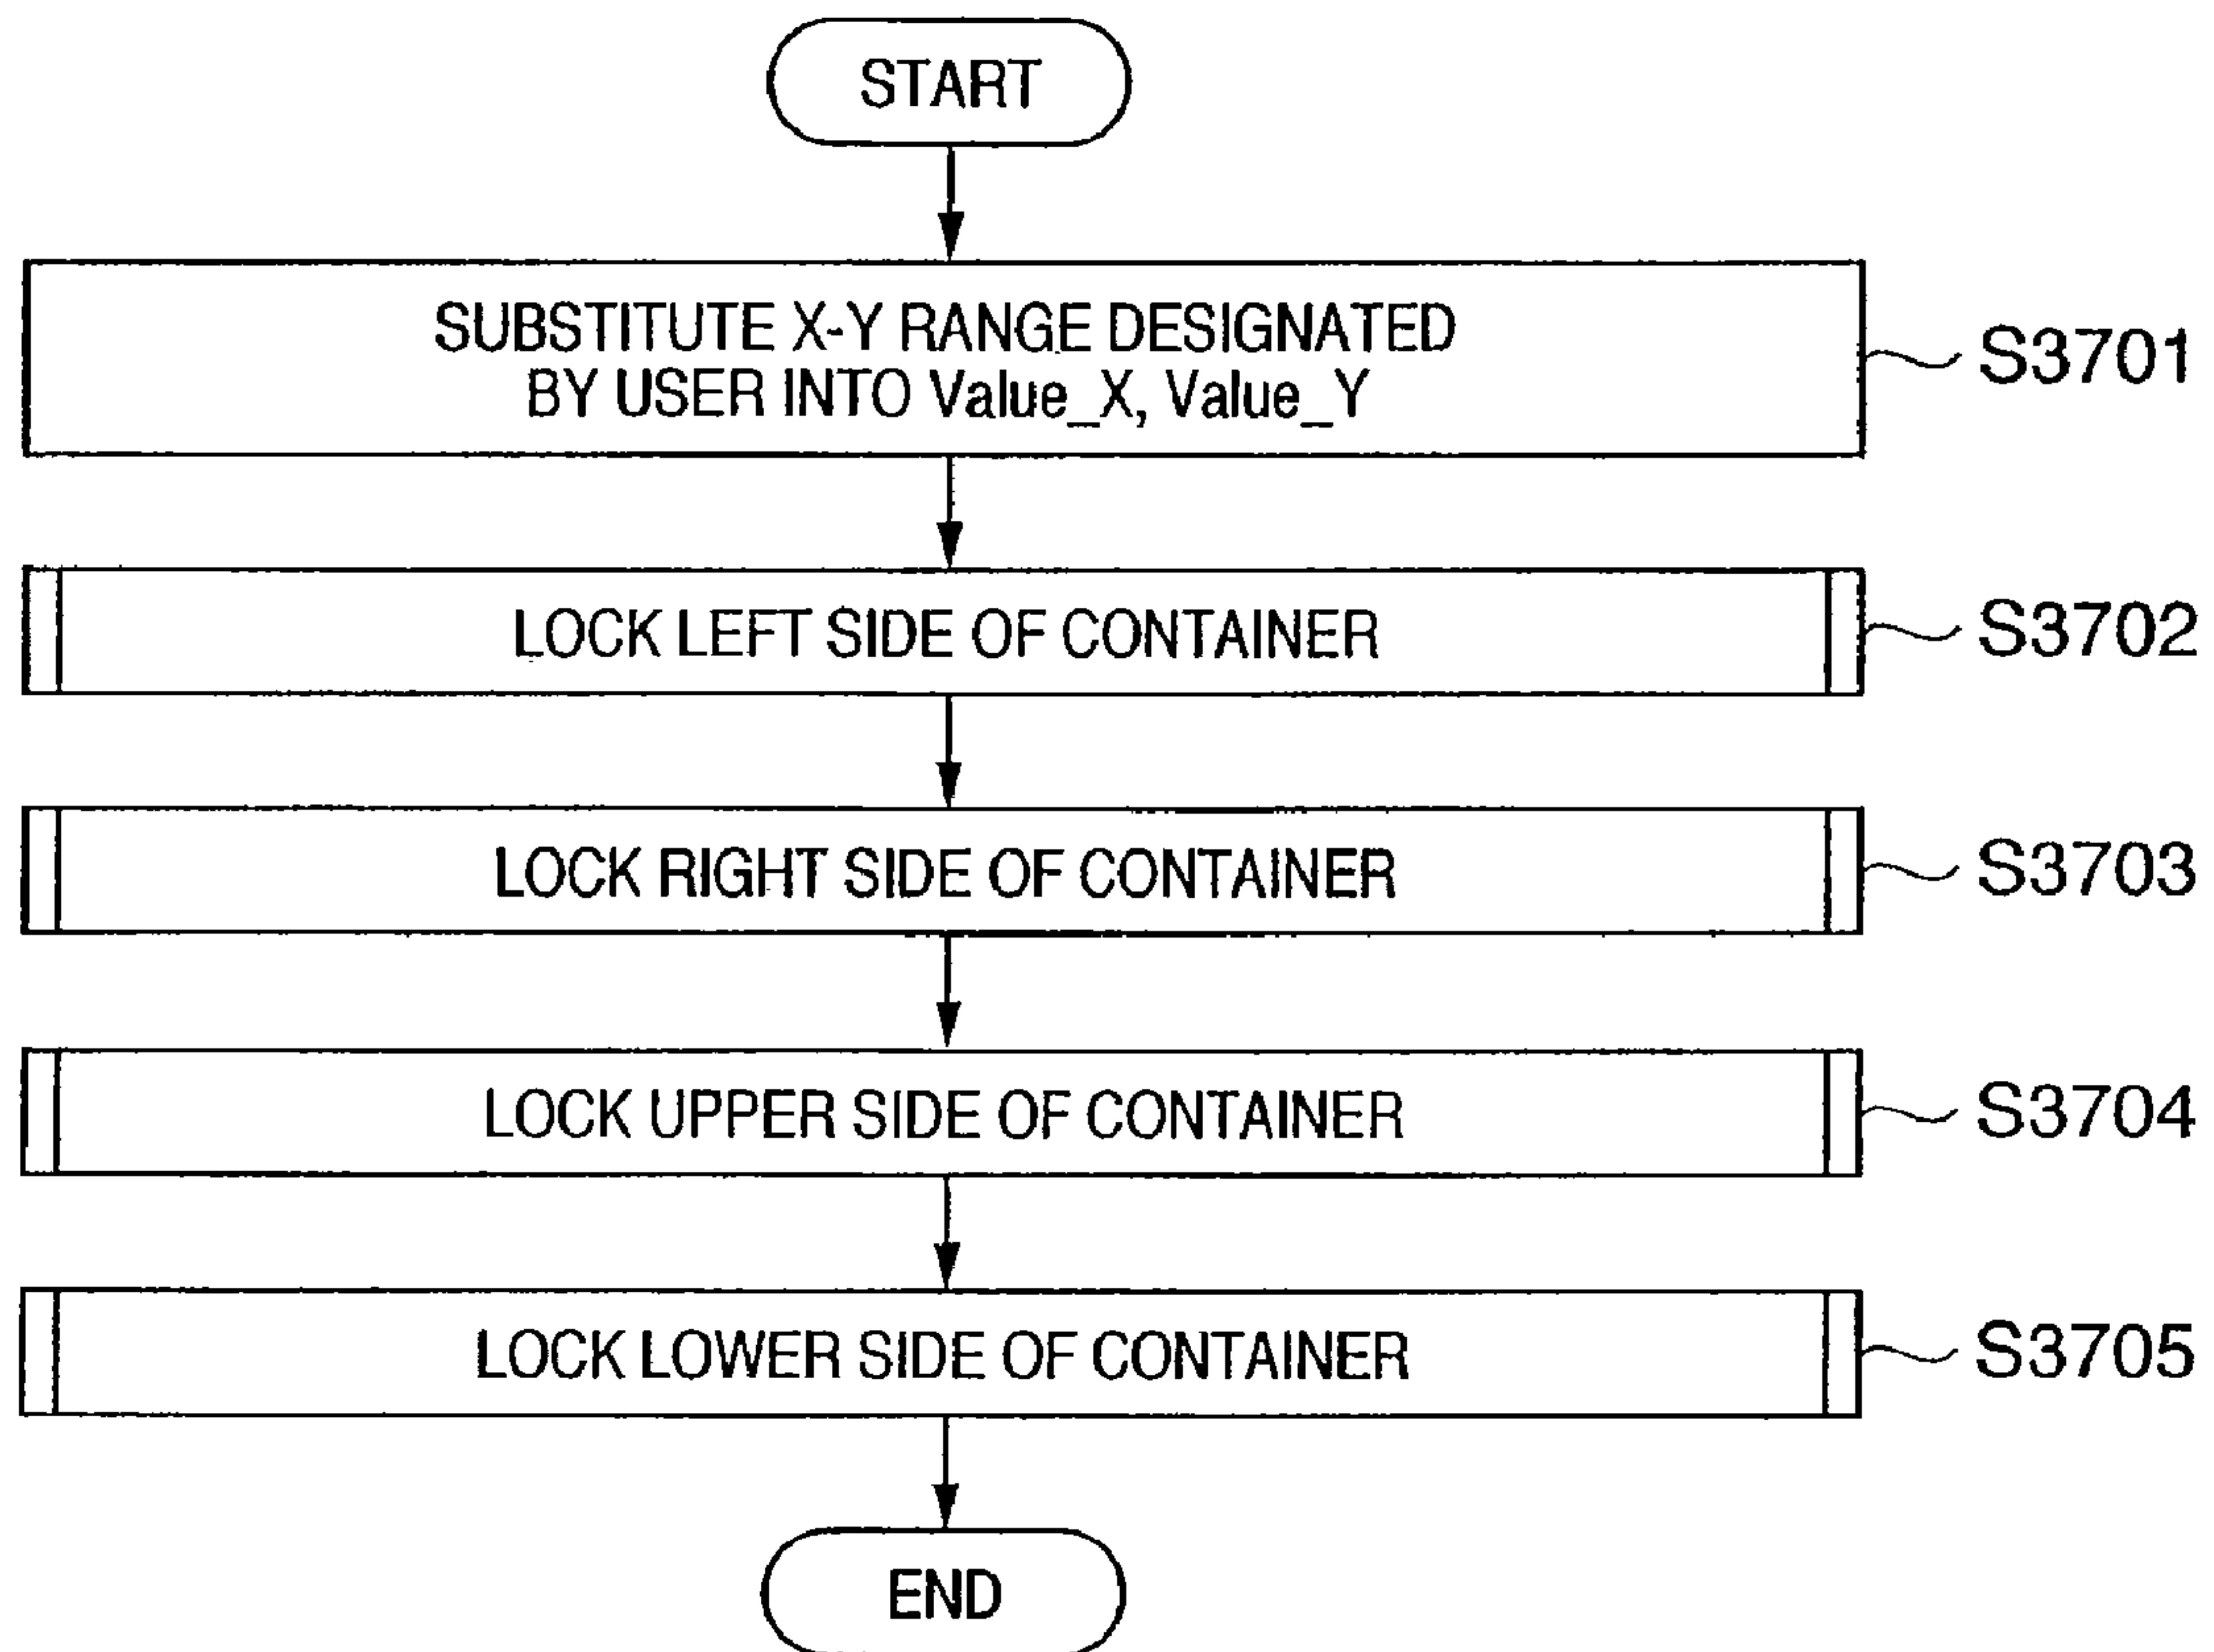 START
SUBSTITUTE X-Y RANGE DESIGNATED
BY USER INTO Value_X, Value_Y
S3701
LOCK LEFT SIDE OF CONTAINER
S3702
LOCK RIGHT SIDE OF CONTAINER
S3703
LOCK UPPER SIDE OF CONTAINER
S3704
LOCK LOWER SIDE OF CONTAINER
S3705
END